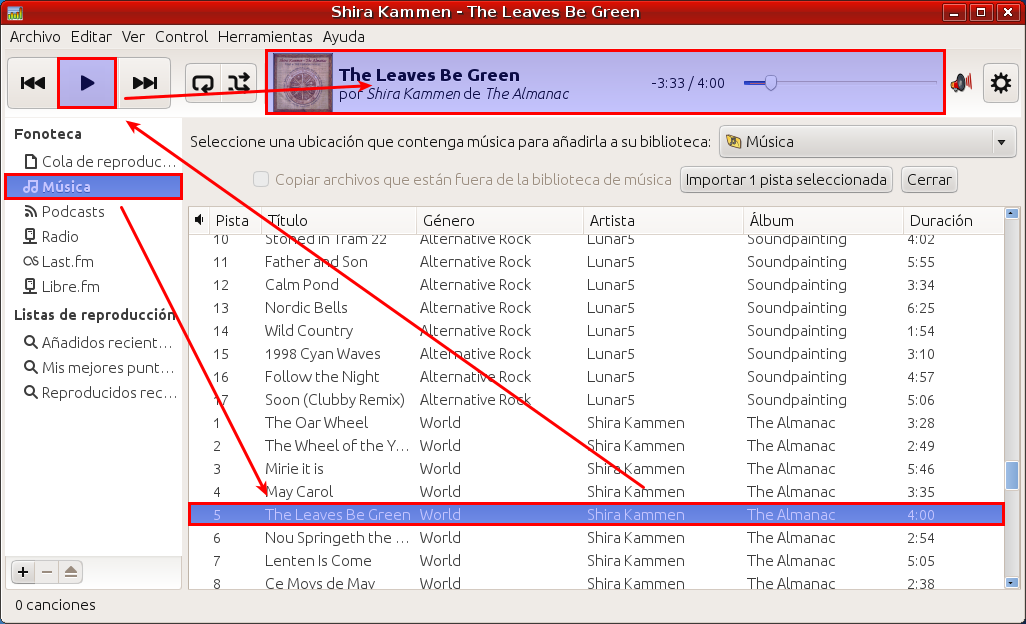 Shira Kammen - The Leaves Be Green
Archivo Editar Ver Control Herramientas Ayuda
The Leaves Be Green
por Shira Kammen de The Almanac
-3:33 / 4:00
Fonoteca
Cola de reproduc...
Música
Podcasts
Radio
Last.fm
Libre.fm
Listas de reproducción
Añadidos recient...
Mis mejores punt...
Reproducidos rec...
Seleccione una ubicación que contenga música para añadirla a su biblioteca: Música
Copiar archivos que están fuera de la biblioteca de música Importar 1 pista seleccionada Cerrar
Pista Título Género Artista Álbum Duración
10 Stoned in Tram 22 Alternative Rock Lunar5 Soundpainting 4:02
11 Father and Son Alternative Rock Lunar5 Soundpainting 5:55
12 Calm Pond Alternative Rock Lunar5 Soundpainting 3:34
13 Nordic Bells Alternative Rock Lunar5 Soundpainting 6:25
14 Wild Country Alternative Rock Lunar5 Soundpainting 1:54
15 1998 Cyan Waves Alternative Rock Lunar5 Soundpainting 3:10
16 Follow the Night Alternative Rock Lunar5 Soundpainting 4:57
17 Soon (Clubby Remix) Alternative Rock Lunar5 Soundpainting 5:06
1 The Oar Wheel World Shira Kammen The Almanac 3:28
2 The Wheel of the Y... World Shira Kammen The Almanac 2:49
3 Mirie it is World Shira Kammen The Almanac 5:46
4 May Carol World Shira Kammen The Almanac 3:35
5 The Leaves Be Green World Shira Kammen The Almanac 4:00
6 Nou Springeth the ... World Shira Kammen The Almanac 2:54
7 Lenten Is Come World Shira Kammen The Almanac 5:05
8 Ce Moys de May World Shira Kammen The Almanac 2:38
0 canciones